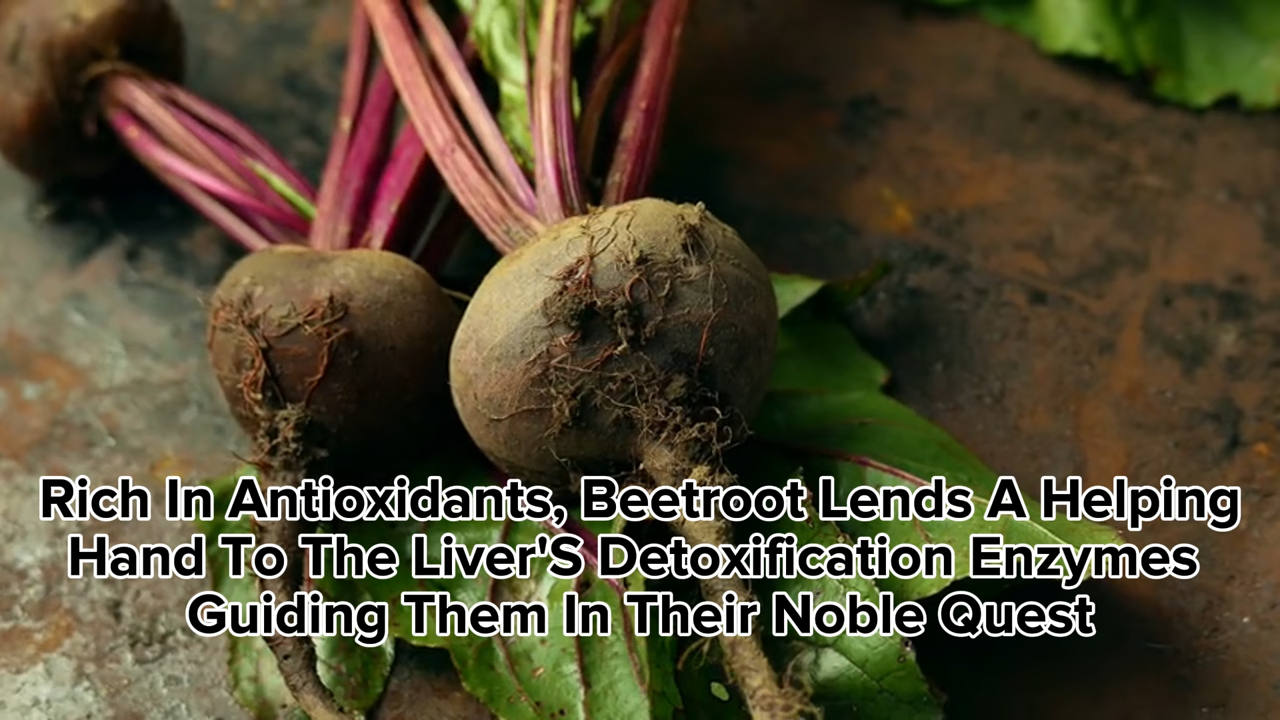 Rich In Antioxidants, Beetroot Lends A Helping
Hand To The Liver'S Detoxification Enzymes
Guiding Them In Their Noble Quest